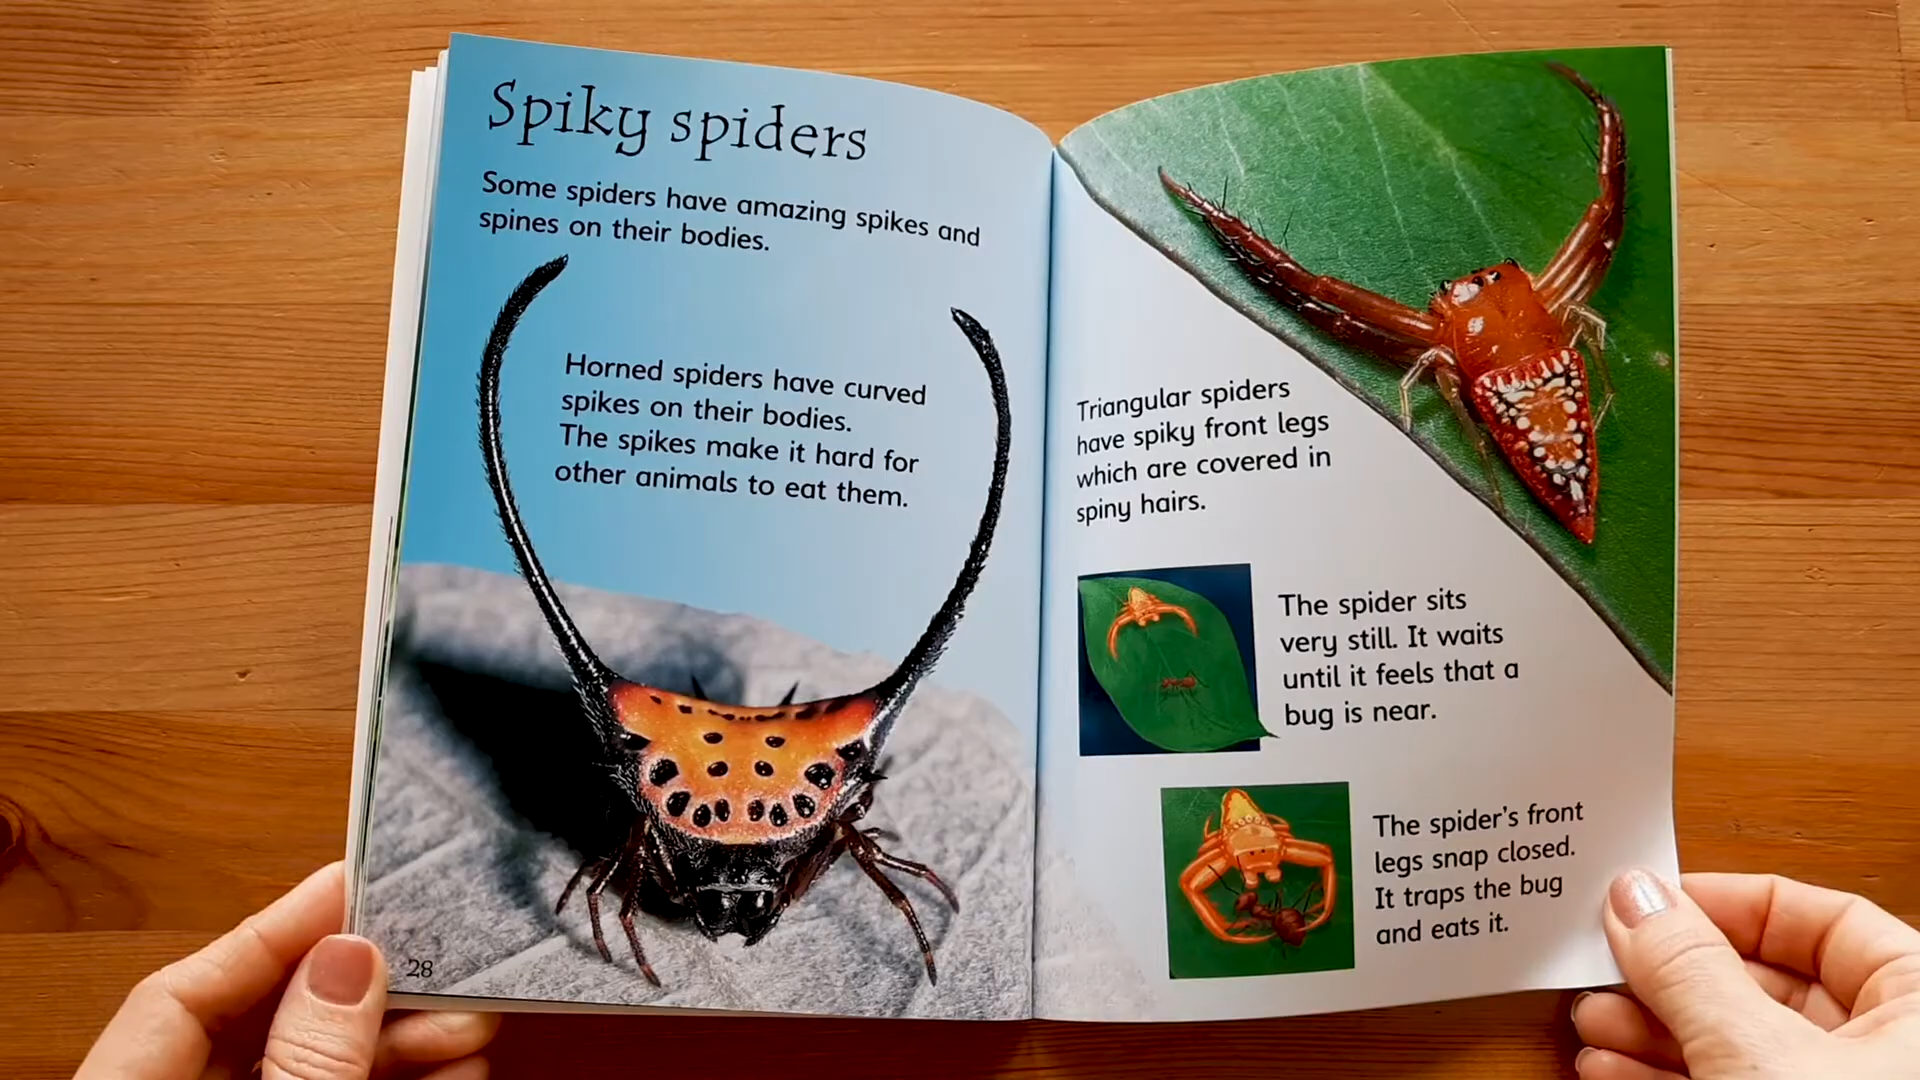 Spiky spiders
Some spiders have amazing spikes and
spines on their bodies.
Horned spiders have curved
spikes on their bodies.
The spikes make it hard for
other animals to eat them.
28
Triangular spiders
have spiky front legs
which are covered in
spiny hairs.
The spider sits
very still. It waits
until it feels that a
bug is near.
The spider's front
legs snap closed.
It traps the bug
and eats it.